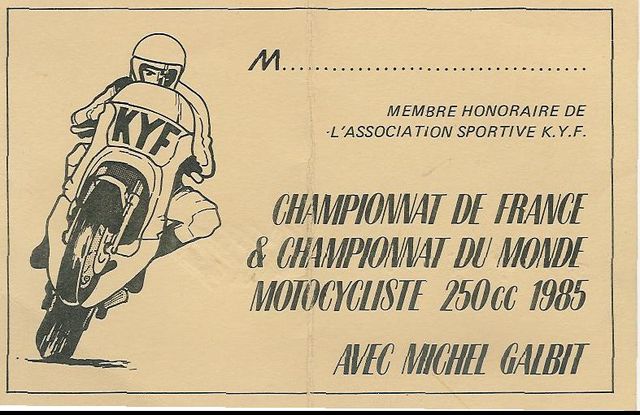 KYF
M....................................
MEMBRE HONORAIRE DE
L'ASSOCIATION SPORTIVE K.Y.F.
CHAMPIONNAT DE FRANCE
& CHAMPIONNAT DU MONDE
MOTOCYCLISTE 250cc 1985
AVEC MICHEL GALBIT